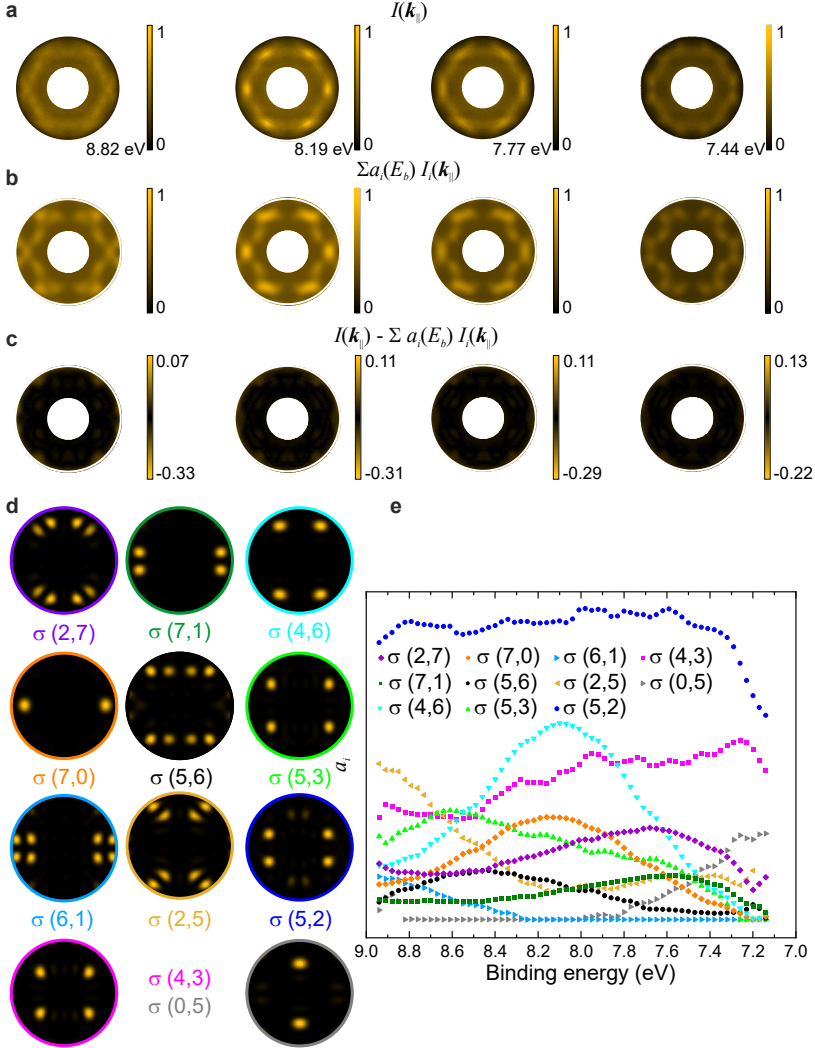 a
I(k||)
1 1 1 1
0 0 0 0
8.82 eV 8.19 eV 7.77 eV 7.44 eV
b
Σai(Eb) Ii(k||)
1 1 1 1
0 0 0 0
c
I(k||) - Σ ai(Eb) Ii(k||)
0.07 0.11 0.11 0.13
-0.33 -0.31 -0.29 -0.22
d
σ (2,7) σ (7,1) σ (4,6)
σ (7,0) σ (5,6) σ (5,3)
σ (6,1) σ (2,5) σ (5,2)
σ (4,3)
σ (0,5)
e
σ (2,7) σ (7,0) σ (6,1) σ (4,3)
σ (7,1) σ (5,6) σ (2,5) σ (0,5)
σ (4,6) σ (5,3) σ (5,2)
ai
9.0 8.8 8.6 8.4 8.2 8.0 7.8 7.6 7.4 7.2 7.0
Binding energy (eV)